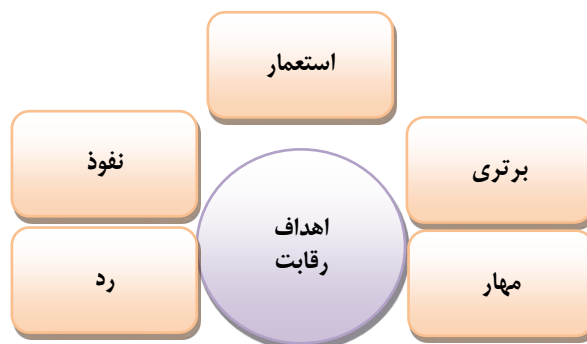 استعمار
برتری
نفوذ
اهداف
رقابت
مهار
رد